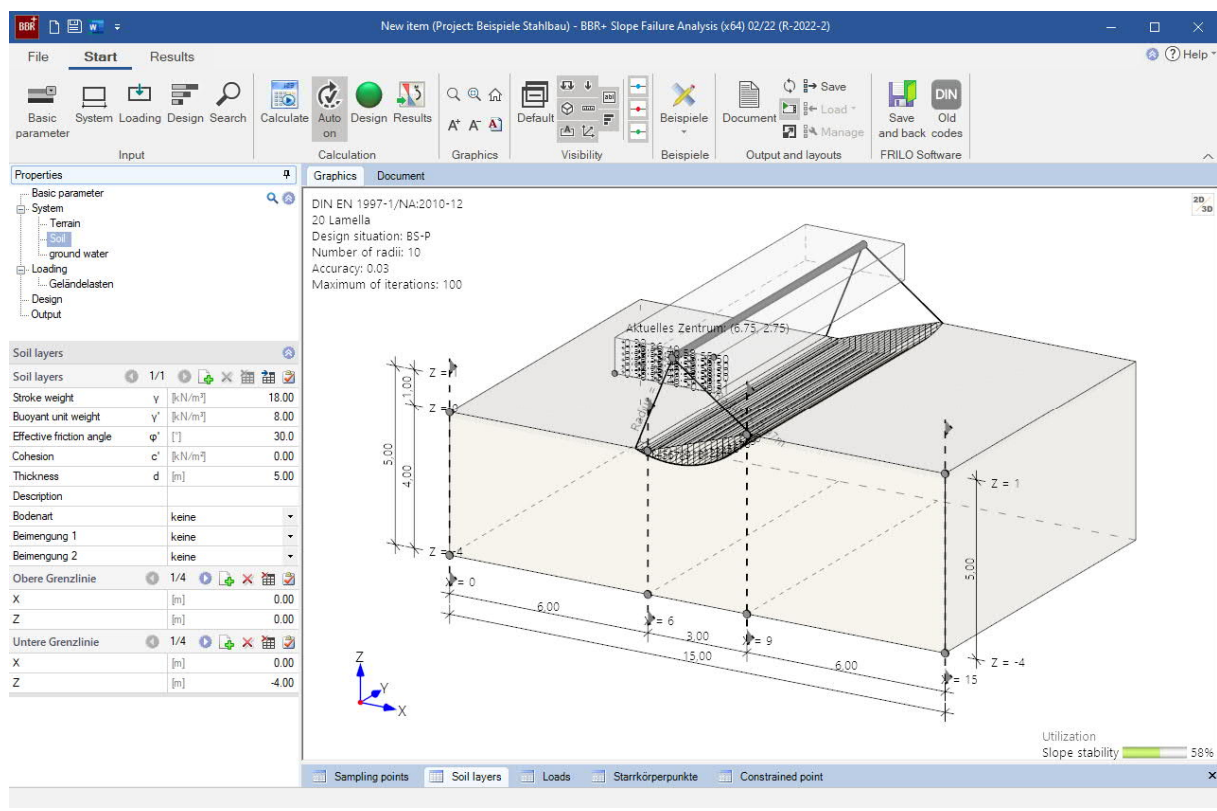 BBR+
New item (Project: Beispiele Stahlbau) - BBR+ Slope Failure Analysis (x64) 02/22 (R-2022-2)
File Start Results
Help
Basic parameter
System
Loading
Design
Search
Calculate
Auto on
Design
Results
Default
Beispiele
Document
Save
Load
Manage
Save and back
DIN
Old codes
Input
Calculation
Graphics
Visibility
Beispiele
Output and layouts
FRILO Software
Properties
Basic parameter
System
Terrain
Soil
ground water
Loading
Geländelasten
Design
Output
Soil layers
Soil layers 1/1
Stroke weight γ [kN/m³] 18.00
Buoyant unit weight γ' [kN/m³] 8.00
Effective friction angle φ' [°] 30.0
Cohesion c' [kN/m²] 0.00
Thickness d [m] 5.00
Description
Bodenart keine
Beimengung 1 keine
Beimengung 2 keine
Obere Grenzlinie 1/4
X [m] 0.00
Z [m] 0.00
Untere Grenzlinie 1/4
X [m] 0.00
Z [m] -4.00
Graphics Document
DIN EN 1997-1/NA:2010-12
20 Lamella
Design situation: BS-P
Number of radii: 10
Accuracy: 0.03
Maximum of iterations: 100
2D/3D
Aktuelles Zentrum: (6.75, 2.75)
1,00
5,00
4,00
Z = -4
= 0
6,00
= 6
3,00
= 9
15,00
6,00
= 15
Z = 1
5,00
Z = -4
Z
Y
X
Utilization
Slope stability 58%
Sampling points Soil layers Loads Starrkörperpunkte Constrained point